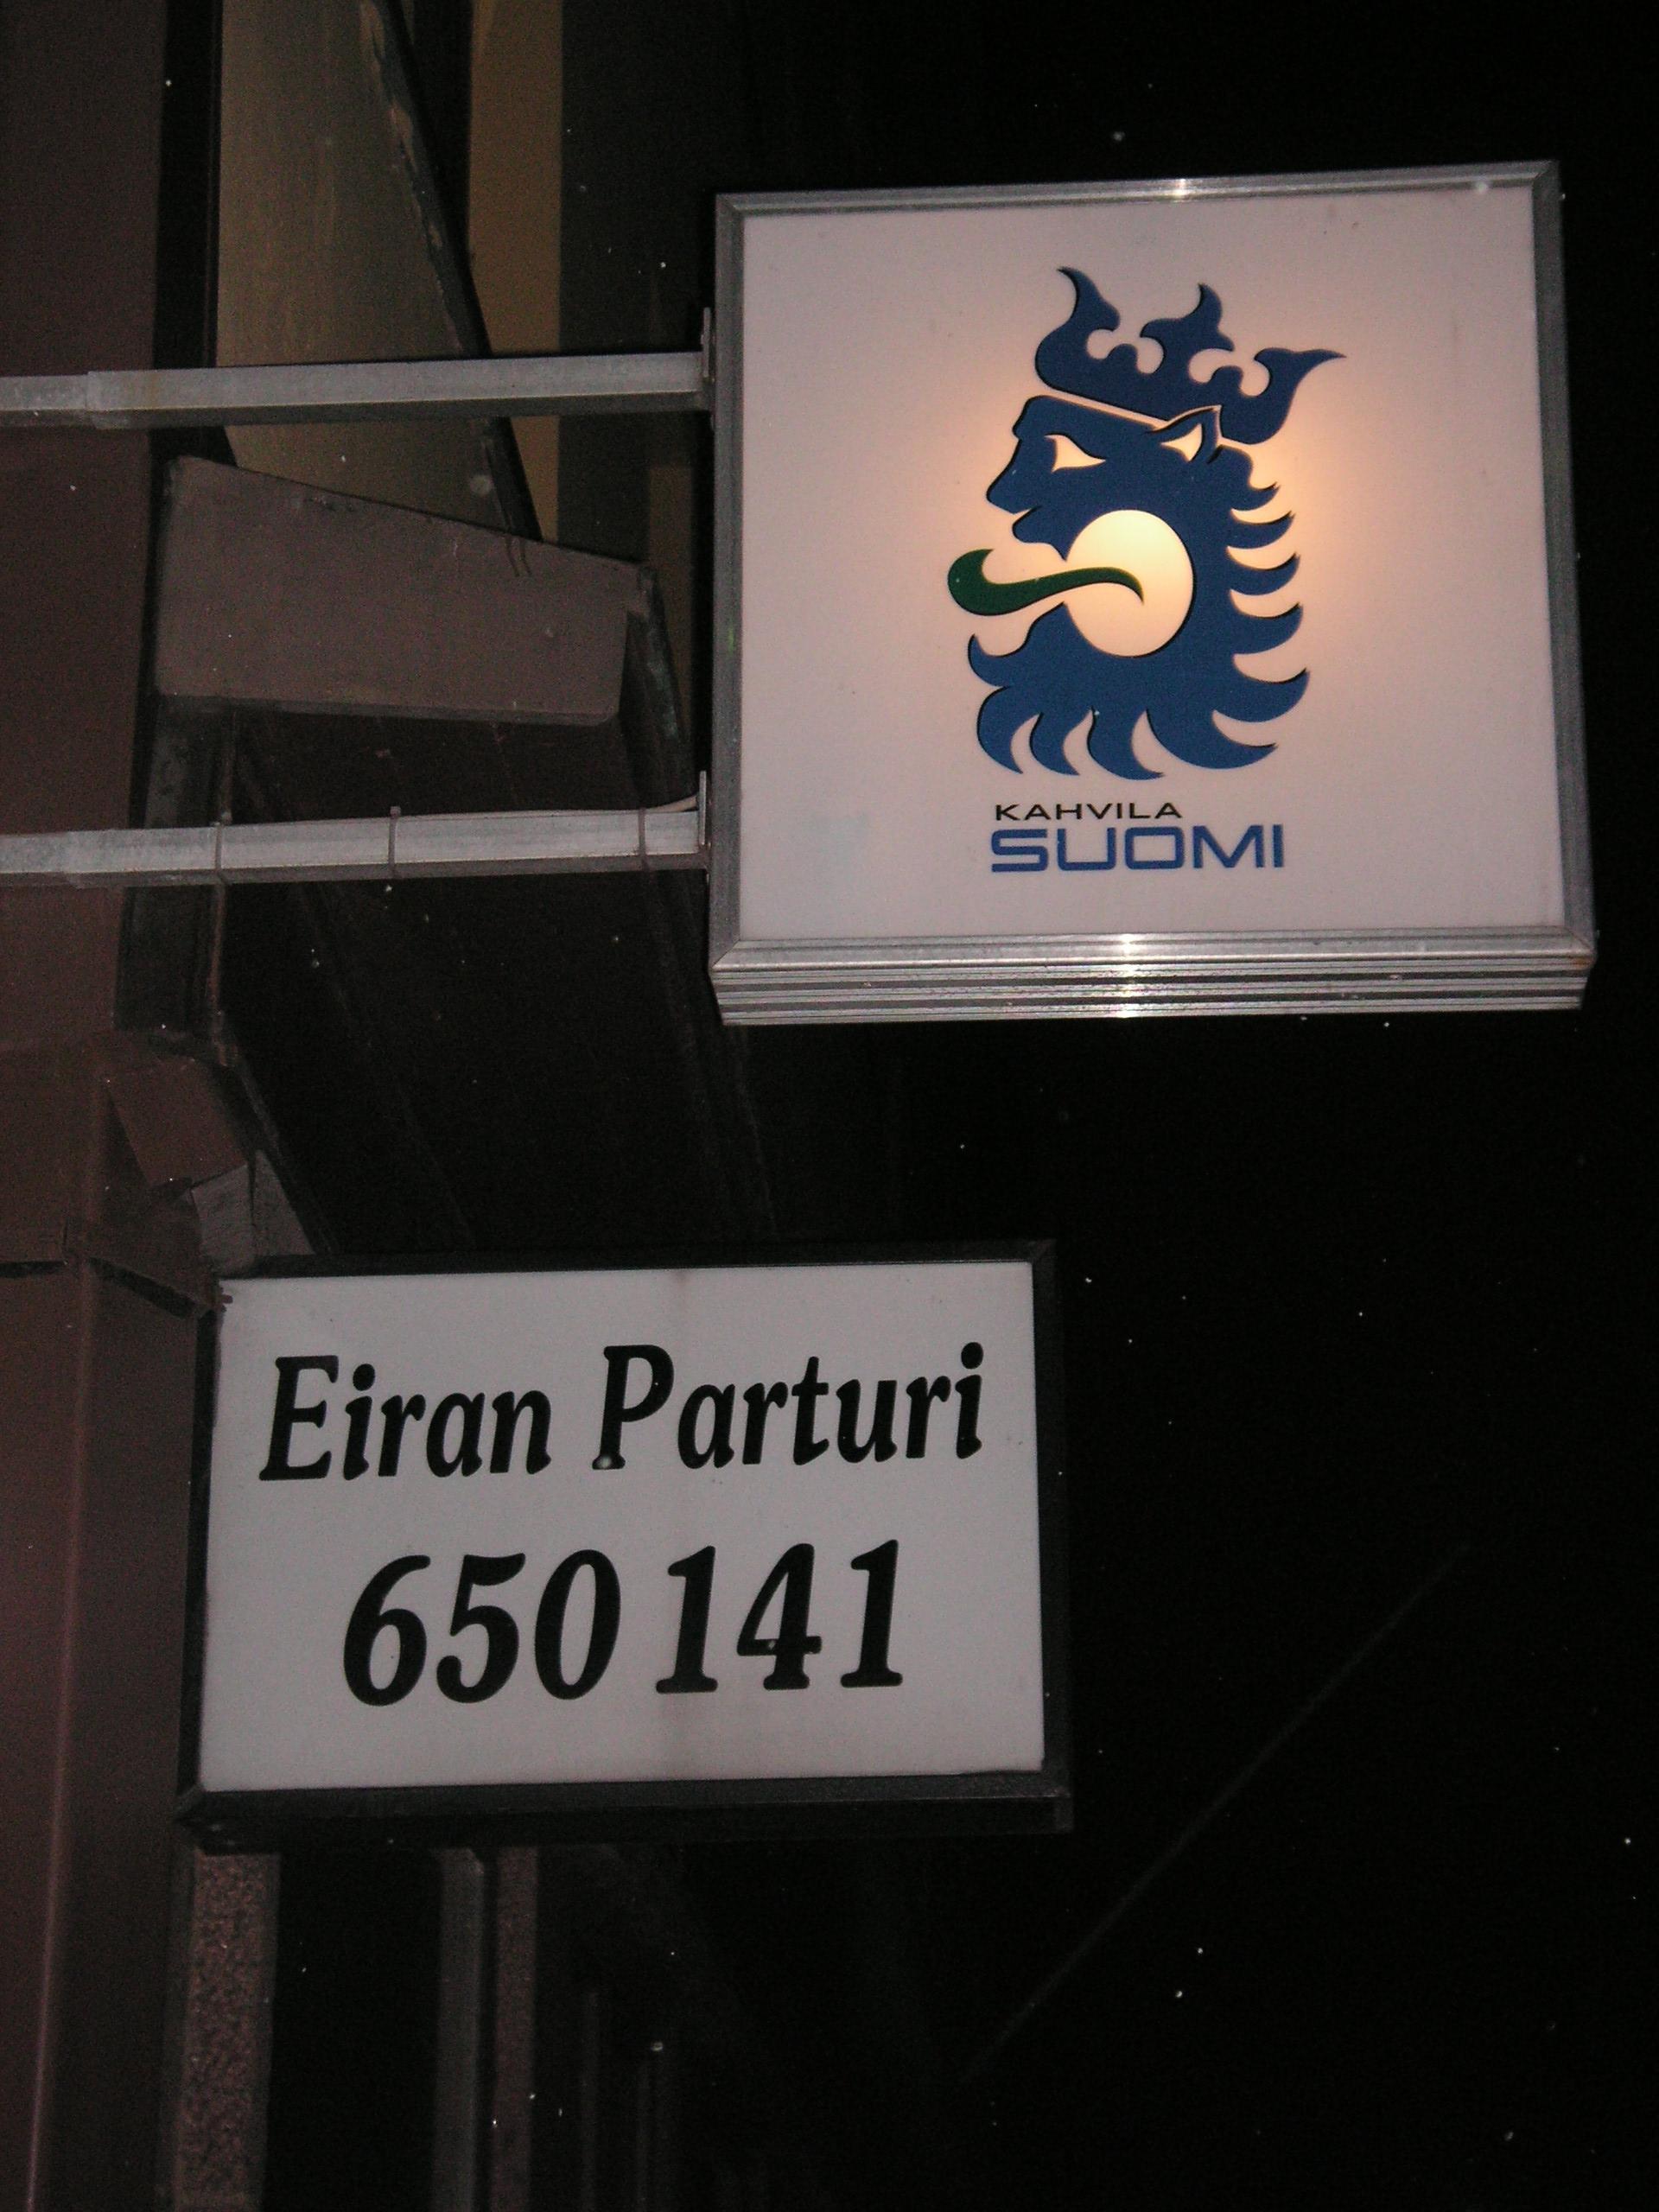 KAHVILA
SUOMI
Eiran Parturi
650 141